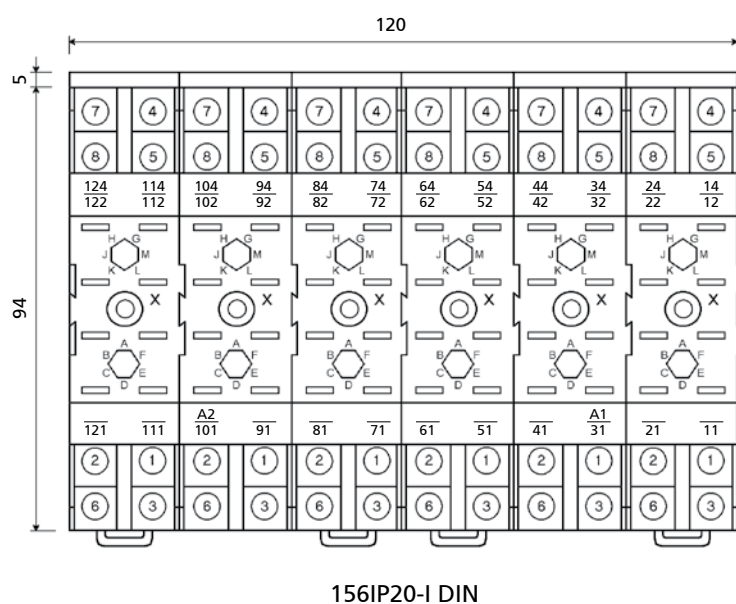 120
5
7 4 7 4 7 4 7 4 7 4 7 4
8 5 8 5 8 5 8 5 8 5 8 5
124 114 104 94 84 74 64 54 44 34 24 14
122 112 102 92 82 72 62 52 42 32 22 12
H G H G H G H G H G H G
J M J M J M J M J M J M
K L K L K L K L K L K L
94
X X X X X X
A A A A A A
B F B F B F B F B F B F
C E C E C E C E C E C E
D D D D D D
A2 A1
121 111 101 91 81 71 61 51 41 31 21 11
2 1 2 1 2 1 2 1 2 1 2 1
6 3 6 3 6 3 6 3 6 3 6 3
156IP20-I DIN